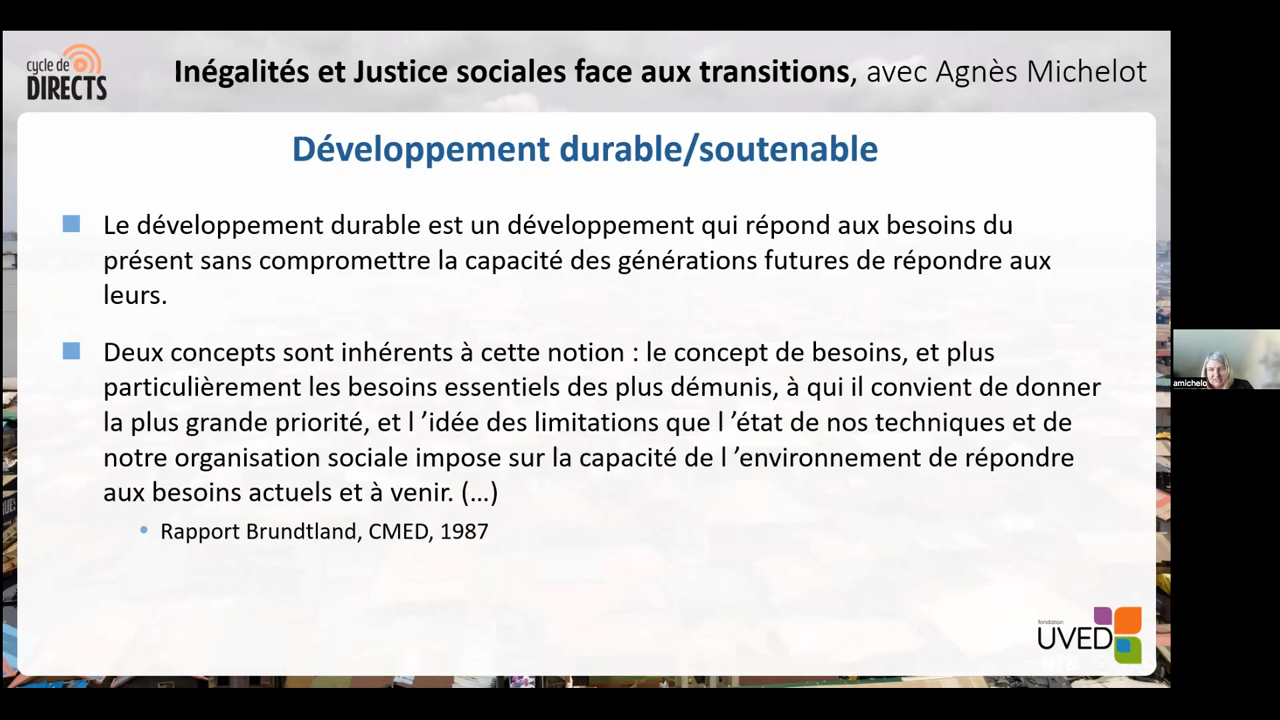 cycle de
DIRECTS
Inégalités et Justice sociales face aux transitions, avec Agnès Michelot
Développement durable/soutenable
Le développement durable est un développement qui répond aux besoins du
présent sans compromettre la capacité des générations futures de répondre aux
leurs.
Deux concepts sont inhérents à cette notion : le concept de besoins, et plus
particulièrement les besoins essentiels des plus démunis, à qui il convient de donner
la plus grande priorité, et l ’idée des limitations que l ’état de nos techniques et de
notre organisation sociale impose sur la capacité de l ’environnement de répondre
aux besoins actuels et à venir. (…)
• Rapport Brundtland, CMED, 1987
amichelo
fondation
UVED